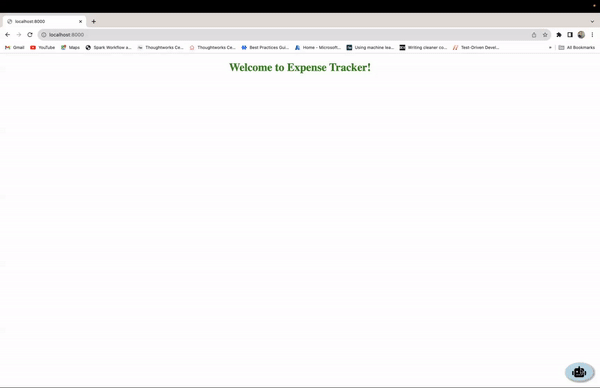 localhost:8000
localhost:8000
Gmail YouTube Maps Spark Workflow a... Thoughtworks Ce... Thoughtworks Ce... Best Practices Gui... Home - Microsoft... Using machine lea... Writing cleaner co... Test-Driven Devel... » All Bookmarks
Welcome to Expense Tracker!